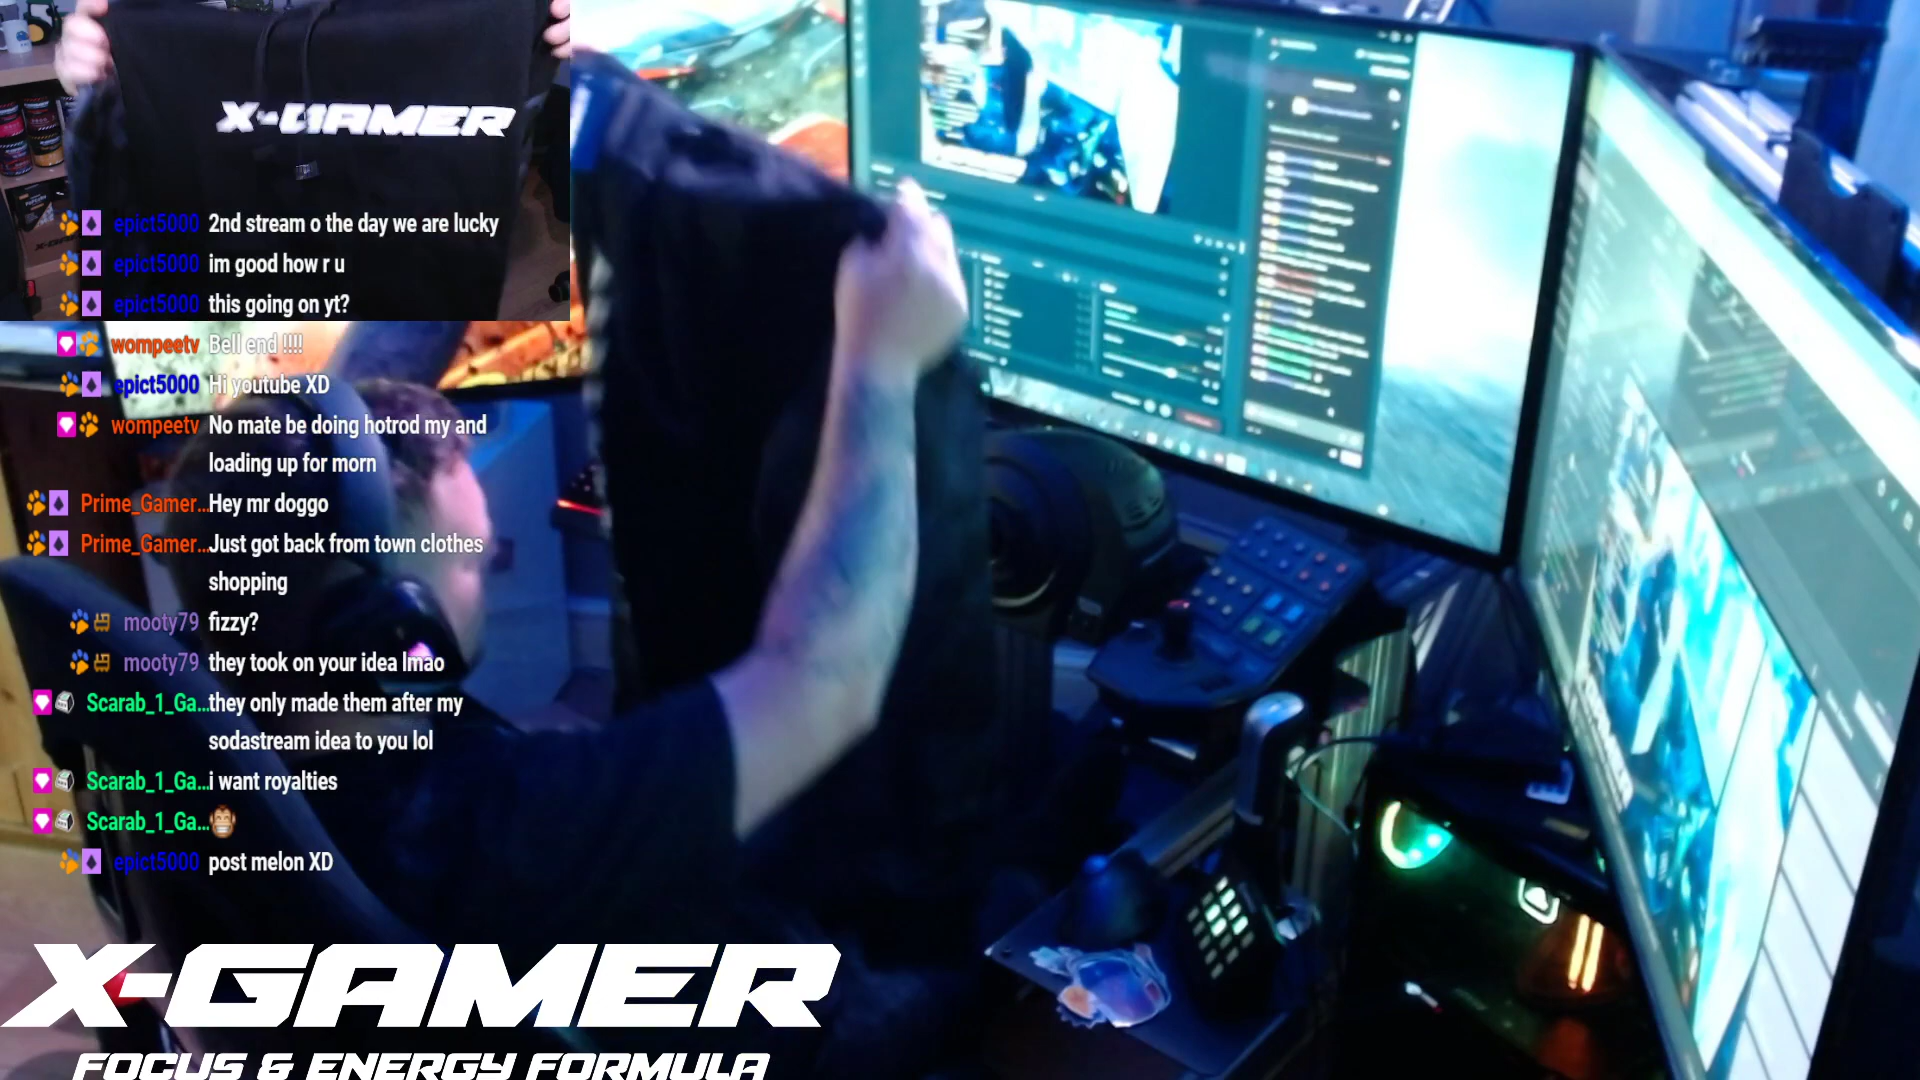 X-GAMER
epict5000 2nd stream o the day we are lucky
epict5000 im good how r u
epict5000 this going on yt?
wompeetv Bell end !!!!
epict5000 Hi youtube XD
wompeetv No mate be doing hotrod my and
loading up for morn
Prime_Gamer... Hey mr doggo
Prime_Gamer... Just got back from town clothes
shopping
mooty79 fizzy?
mooty79 they took on your idea lmao
Scarab_1_Ga... they only made them after my
sodastream idea to you lol
Scarab_1_Ga... i want royalties
Scarab_1_Ga...
epict5000 post melon XD
X-GAMER
FOCUS & ENERGY FORMULA